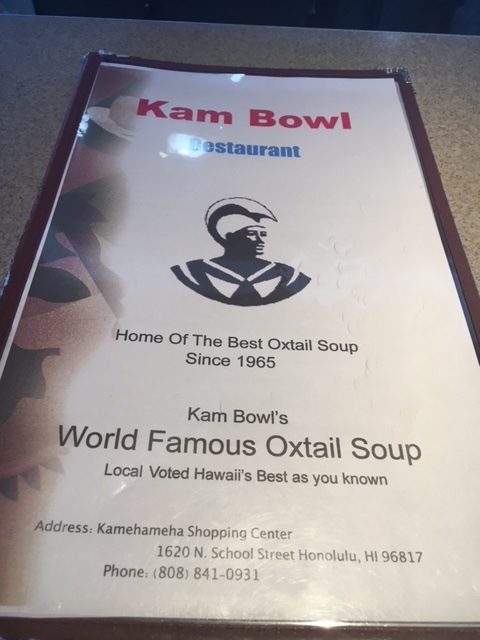 Kam Bowl
Restaurant
Home Of The Best Oxtail Soup
Since 1965
Kam Bowl's
World Famous Oxtail Soup
Local Voted Hawaii's Best as you known
Address: Kamehameha Shopping Center
1620 N. School Street Honolulu, HI 96817
Phone: (808) 841-0931